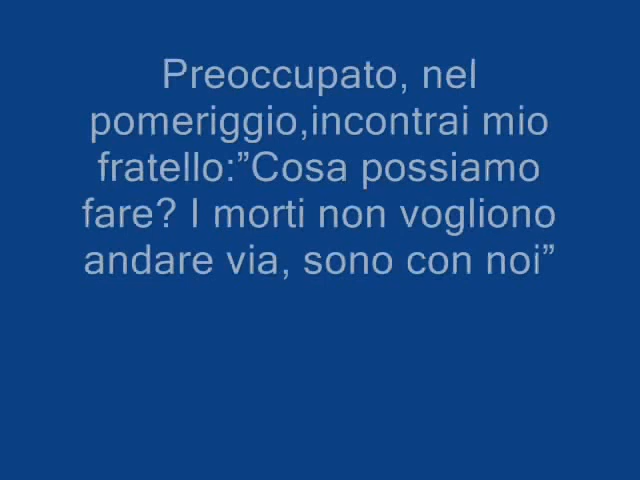 Preoccupato, nel
pomeriggio,incontrai mio
fratello:”Cosa possiamo
fare? I morti non vogliono
andare via, sono con noi”